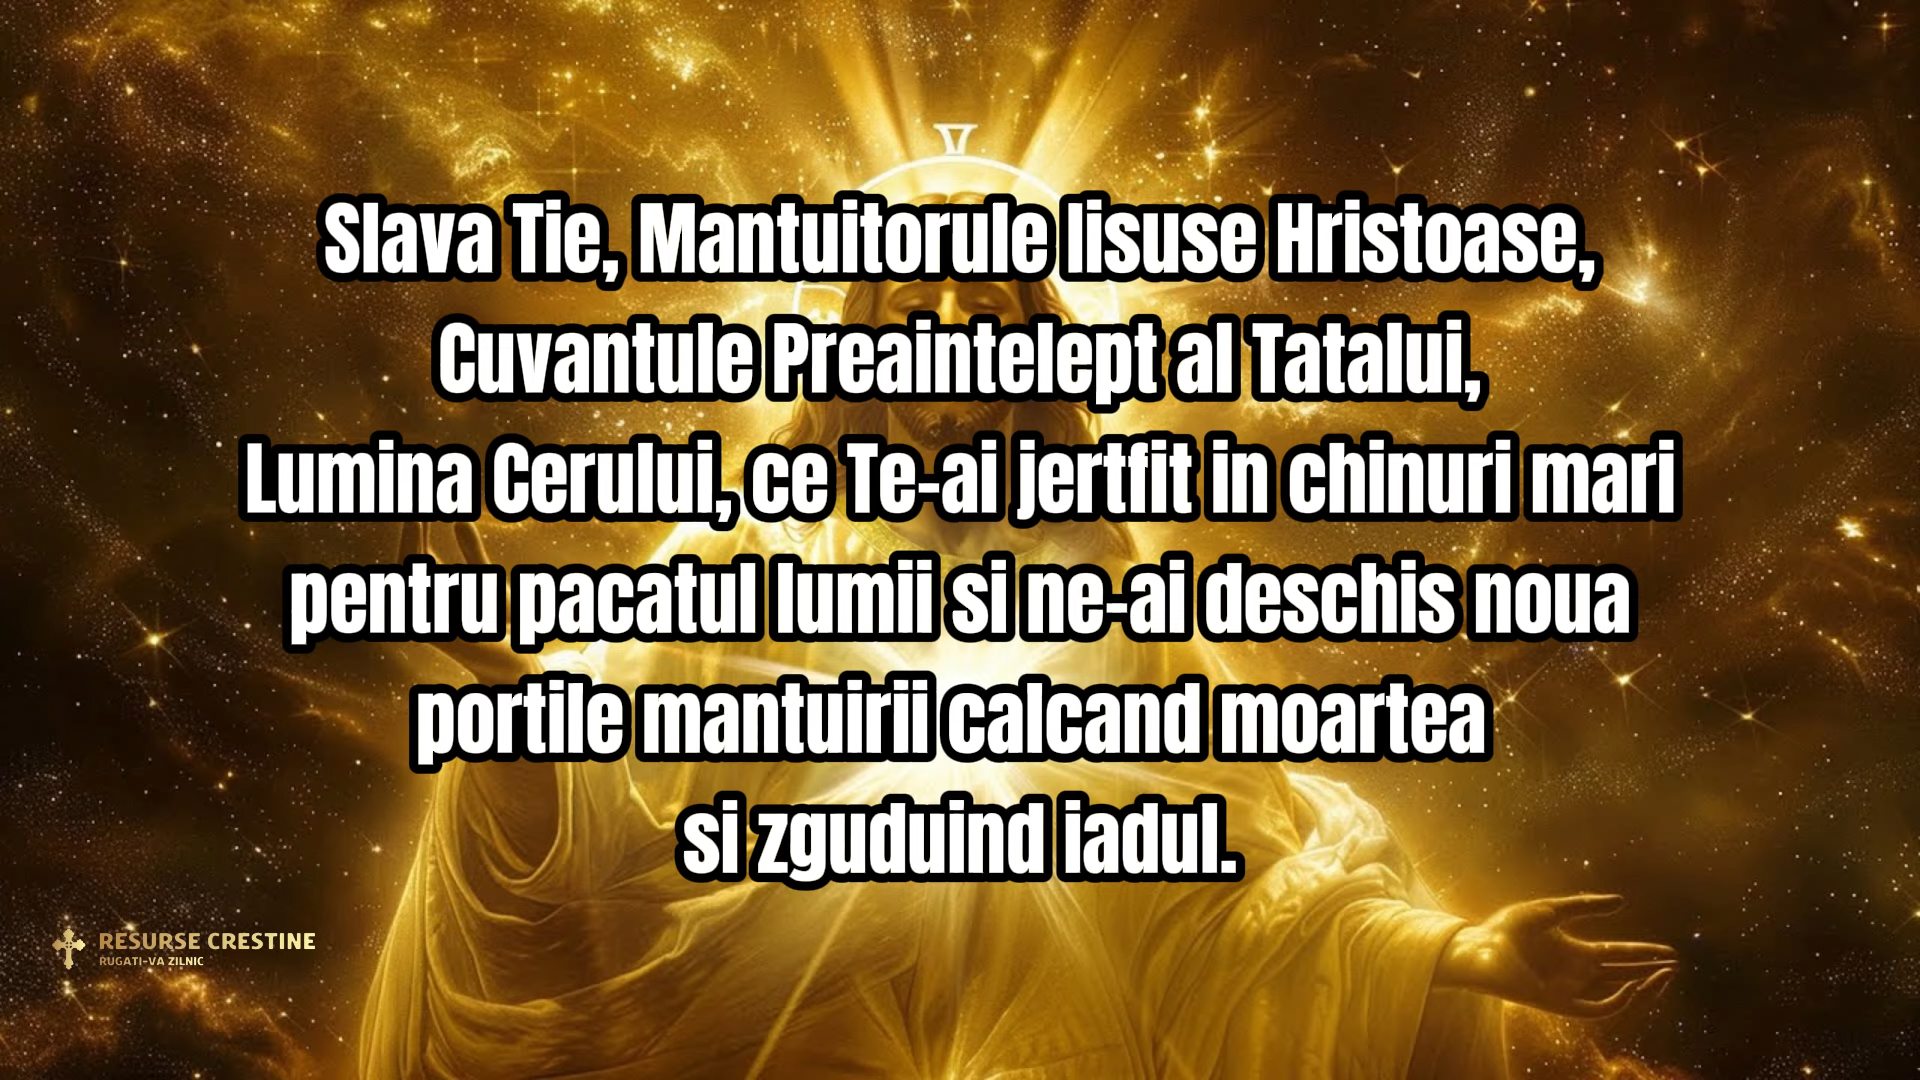 Slava Tie, Mantuitorule Iisuse Hristoase,
Cuvantule Preaintelept al Tatalui,
Lumina Cerului, ce Te-ai jertfit in chinuri mari
pentru pacatul lumii si ne-ai deschis noua
portile mantuirii calcand moartea
si zguduind iadul.
RESURSE CRESTINE
RUGATI-VA ZILNIC